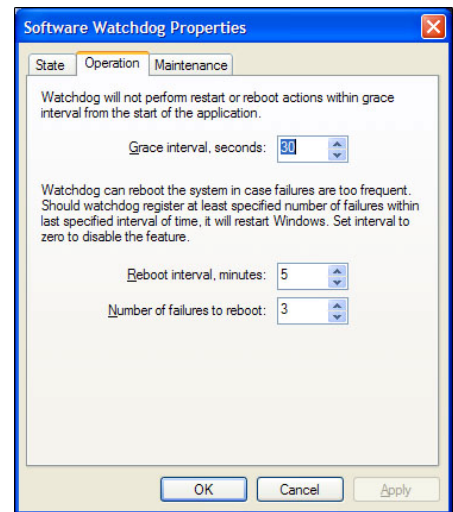 Software Watchdog Properties
State Operation Maintenance
Watchdog will not perform restart or reboot actions within grace
interval from the start of the application.
Grace interval, seconds: 30
Watchdog can reboot the system in case failures are too frequent.
Should watchdog register at least specified number of failures within
last specified interval of time, it will restart Windows. Set interval to
zero to disable the feature.
Reboot interval, minutes: 5
Number of failures to reboot: 3
OK Cancel Apply